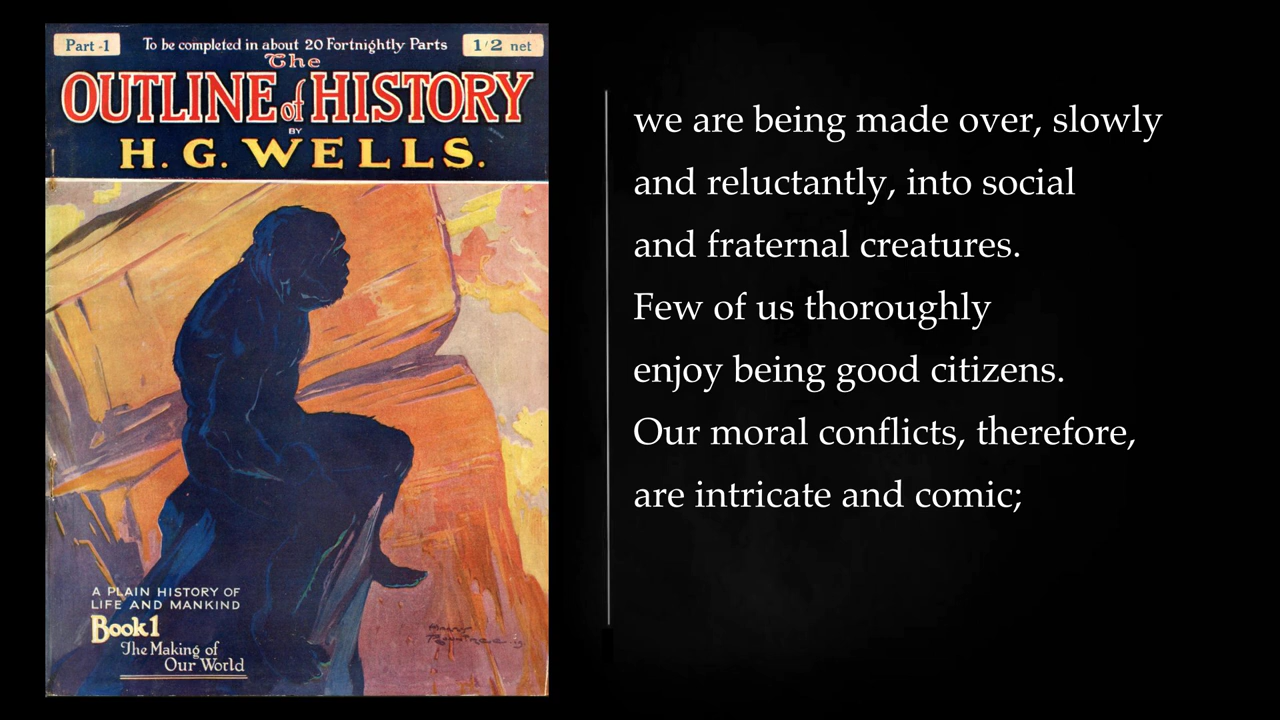 Part -1
To be completed in about 20 Fortnightly Parts
1/2 net
The
OUTLINE of HISTORY
BY
H. G. WELLS.
A PLAIN HISTORY OF
LIFE AND MANKIND
Book 1
The Making of
Our World
we are being made over, slowly
and reluctantly, into social
and fraternal creatures.
Few of us thoroughly
enjoy being good citizens.
Our moral conflicts, therefore,
are intricate and comic;